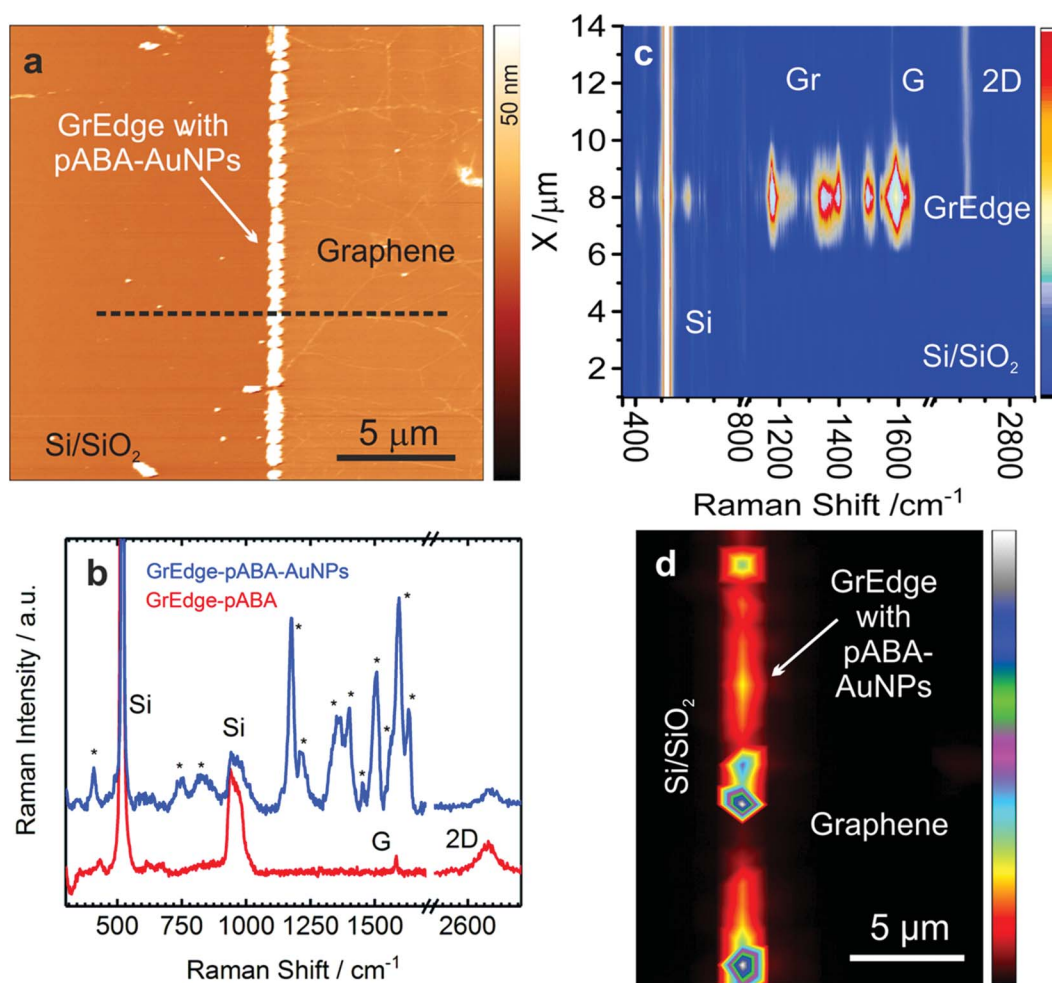 a
GrEdge with
pABA-AuNPs
Graphene
Si/SiO₂
5 μm
50 nm
c
Gr
G
2D
GrEdge
Si
Si/SiO₂
X /μm
14
12
10
8
6
4
2
400
800
1200
1400
1600
2800
Raman Shift /cm⁻¹
b
GrEdge-pABA-AuNPs
GrEdge-pABA
Si
Si
G
2D
* * * * * * * * * * * *
Raman Intensity / a.u.
500 750 1000 1250 1500 2600
Raman Shift / cm⁻¹
d
GrEdge
with
pABA-
AuNPs
Si/SiO₂
Graphene
5 μm